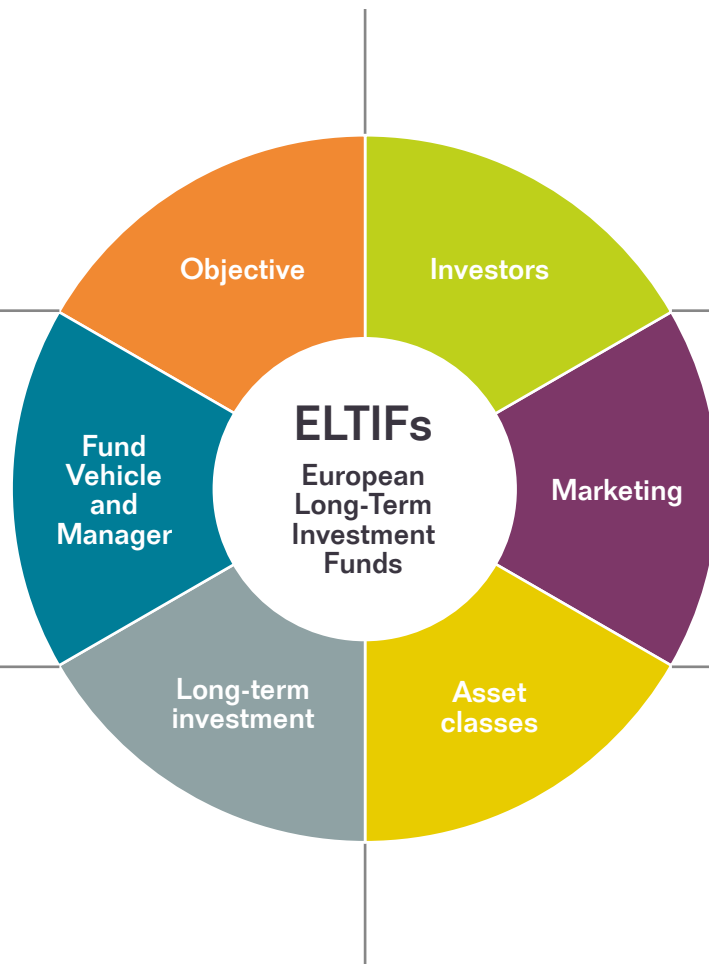 Objective
Investors
ELTIFs
European
Long-Term
Investment
Funds
Fund
Vehicle
and
Manager
Marketing
Long-term
investment
Asset
classes